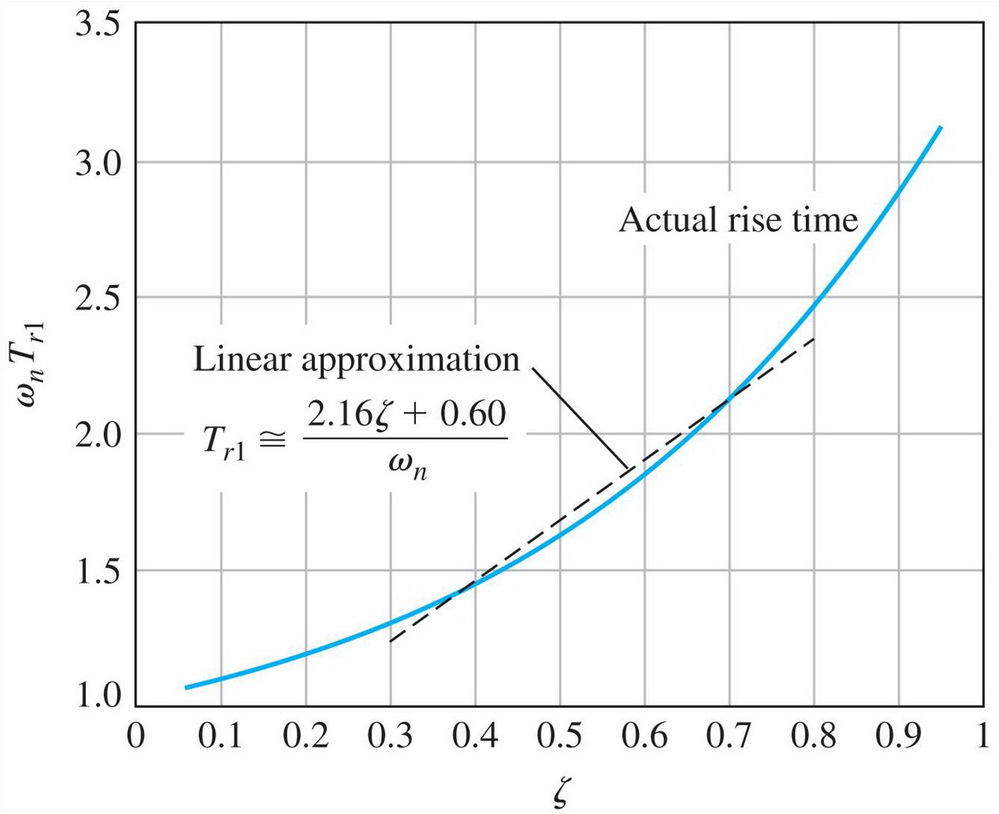 3.5
3.0
Actual rise time
2.5
ωₙTᵣ₁
Linear approximation
Tᵣ₁ ≅ (2.16ζ + 0.60)/ωₙ
2.0
1.5
1.0
0 0.1 0.2 0.3 0.4 0.5 0.6 0.7 0.8 0.9 1
ζ